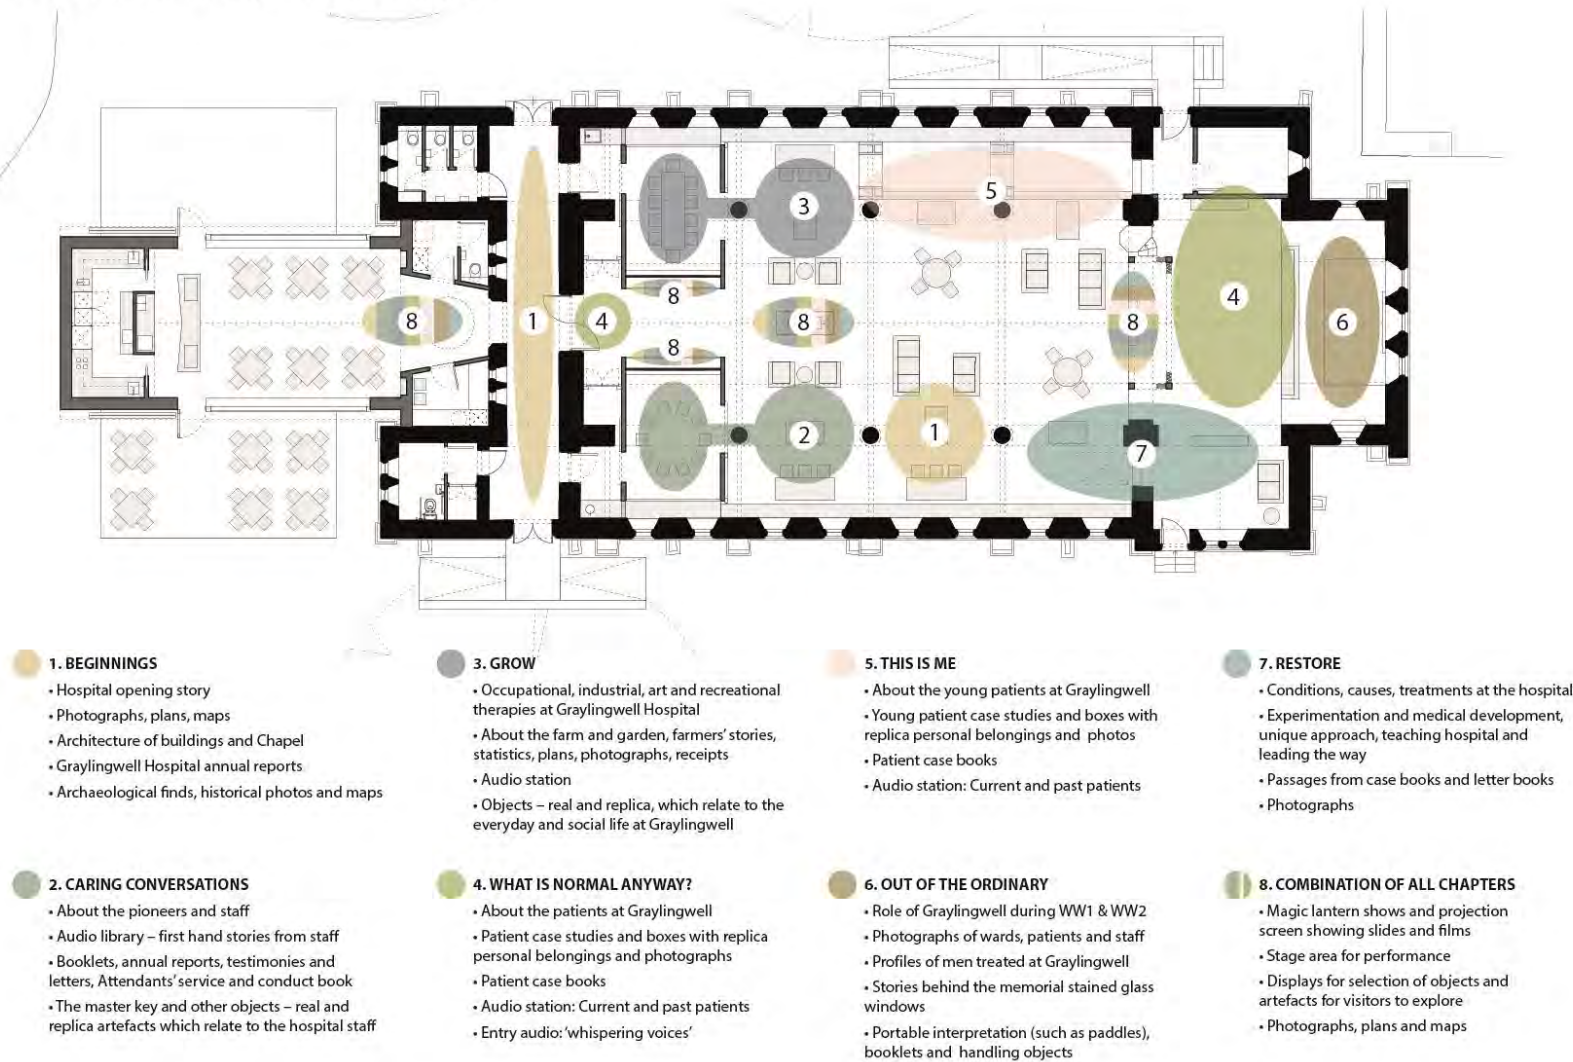 3
5
4
8
8
1
4
8
8
6
8
2
1
7
1. BEGINNINGS
• Hospital opening story
• Photographs, plans, maps
• Architecture of buildings and Chapel
• Graylingwell Hospital annual reports
• Archaeological finds, historical photos and maps
3. GROW
• Occupational, industrial, art and recreational
therapies at Graylingwell Hospital
• About the farm and garden, farmers' stories,
statistics, plans, photographs, receipts
• Audio station
• Objects – real and replica, which relate to the
everyday and social life at Graylingwell
5. THIS IS ME
• About the young patients at Graylingwell
• Young patient case studies and boxes with
replica personal belongings and photos
• Patient case books
• Audio station: Current and past patients
7. RESTORE
• Conditions, causes, treatments at the hospital
• Experimentation and medical development,
unique approach, teaching hospital and
leading the way
• Passages from case books and letter books
• Photographs
2. CARING CONVERSATIONS
• About the pioneers and staff
• Audio library – first hand stories from staff
• Booklets, annual reports, testimonies and
letters, Attendants' service and conduct book
• The master key and other objects – real and
replica artefacts which relate to the hospital staff
4. WHAT IS NORMAL ANYWAY?
• About the patients at Graylingwell
• Patient case studies and boxes with replica
personal belongings and photographs
• Patient case books
• Audio station: Current and past patients
• Entry audio: 'whispering voices'
6. OUT OF THE ORDINARY
• Role of Graylingwell during WW1 & WW2
• Photographs of wards, patients and staff
• Profiles of men treated at Graylingwell
• Stories behind the memorial stained glass
windows
• Portable interpretation (such as paddles),
booklets and handling objects
8. COMBINATION OF ALL CHAPTERS
• Magic lantern shows and projection
screen showing slides and films
• Stage area for performance
• Displays for selection of objects and
artefacts for visitors to explore
• Photographs, plans and maps